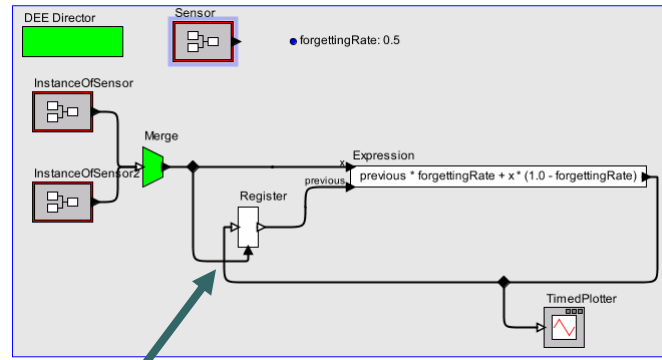 DEE Director
Sensor
forgettingRate: 0.5
InstanceOfSensor
Merge
InstanceOfSensor2
x
Expression
previous * forgettingRate + x * (1.0 - forgettingRate)
previous
Register
TimedPlotter